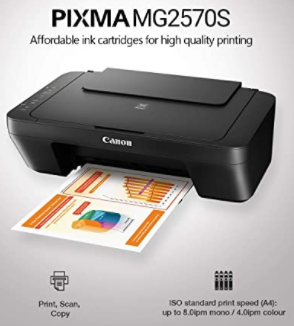 PIXMA MG2570S
Affordable ink cartridges for high quality printing
Canon
Print, Scan,
Copy
ISO standard print speed (A4):
up to 8.0ipm mono / 4.0ipm colour